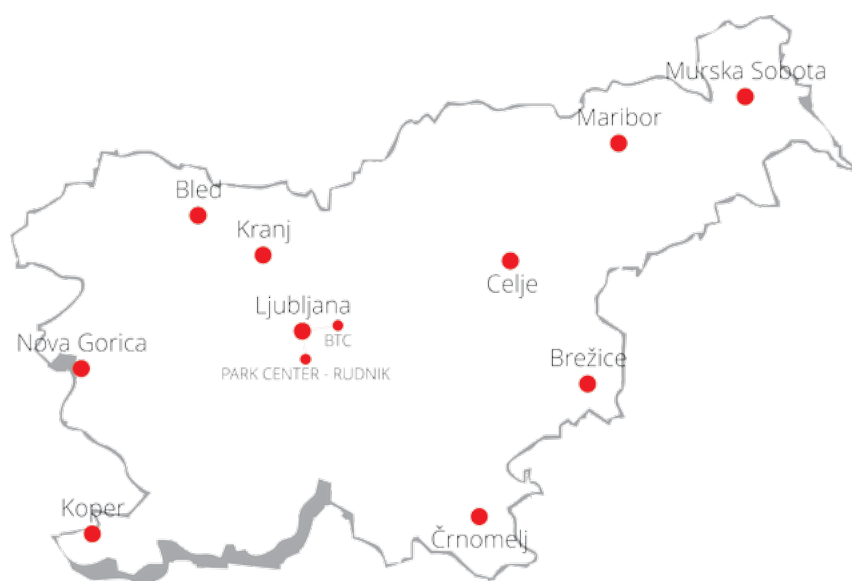 Murska Sobota
Maribor
Bled
Kranj
Celje
Ljubljana
BTC
Nova Gorica
PARK CENTER - RUDNIK
Brežice
Koper
Črnomelj